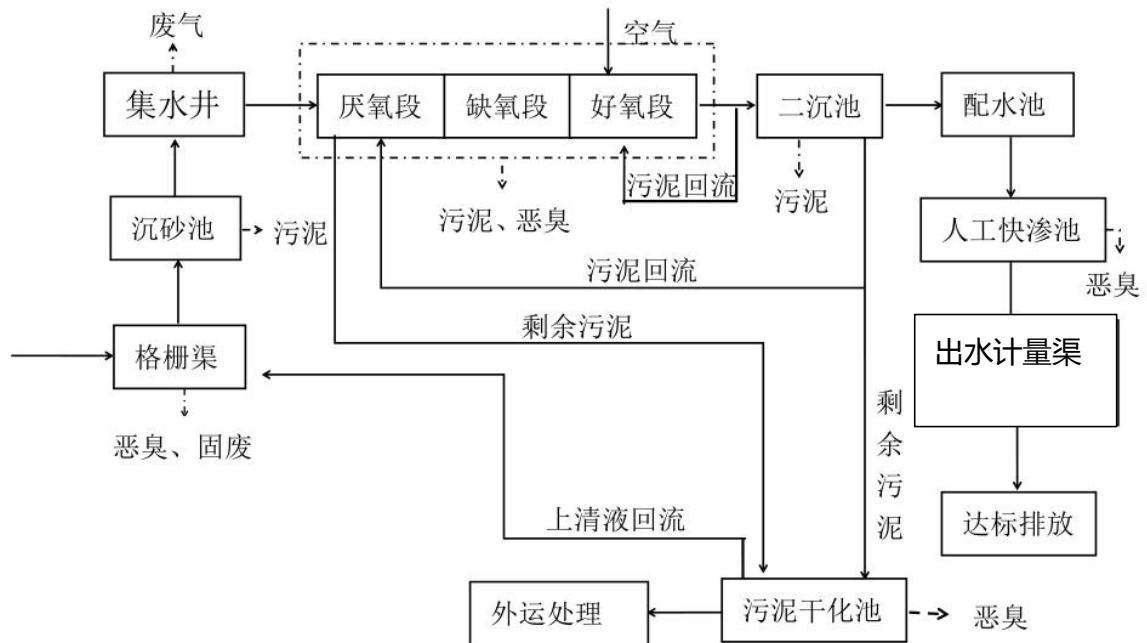 废气
空气
集水井
厌氧段
缺氧段
好氧段
二沉池
配水池
污泥回流
沉砂池
污泥
污泥、恶臭
污泥
人工快渗池
恶臭
污泥回流
剩余污泥
格栅渠
出水计量渠
恶臭、固废
剩余污泥
上清液回流
达标排放
外运处理
污泥干化池
恶臭